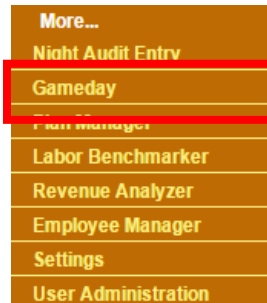 More...
Night Audit Entry
Gameday
Plan Manager
Labor Benchmarker
Revenue Analyzer
Employee Manager
Settings
User Administration